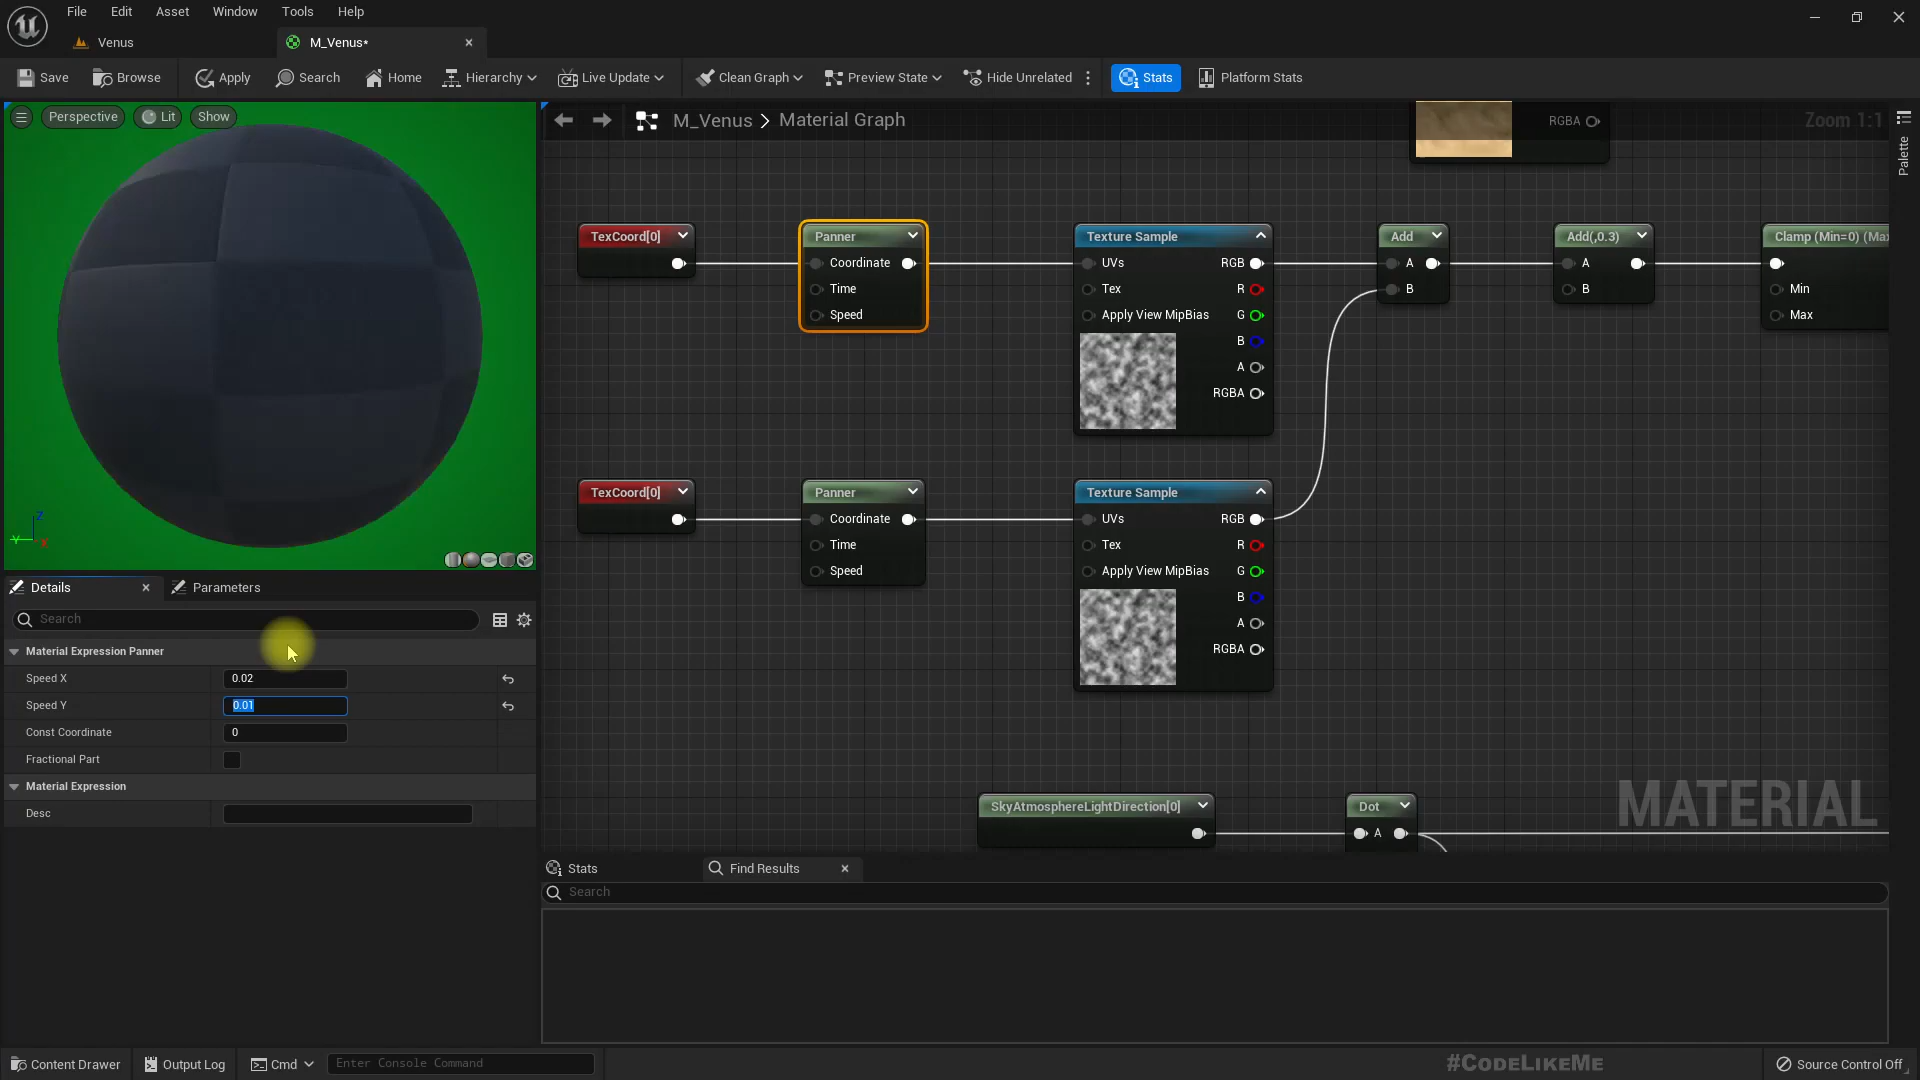 File Edit Asset Window Tools Help
Venus
M_Venus*
Save Browse Apply Search Home Hierarchy Live Update Clean Graph Preview State Hide Unrelated Stats Platform Stats
Perspective Lit Show
M_Venus > Material Graph
Zoom 1:1
Palette
RGBA
TexCoord[0]
Panner
Coordinate
Time
Speed
Texture Sample
UVs RGB
Tex R
Apply View MipBias G
B
A
RGBA
Add
A
B
Add(,0.3)
A
B
Clamp (Min=0) (Max
Min
Max
TexCoord[0]
Panner
Coordinate
Time
Speed
Texture Sample
UVs RGB
Tex R
Apply View MipBias G
B
A
RGBA
SkyAtmosphereLightDirection[0]
Dot
A
MATERIAL
Z
Y
X
Details Parameters
Search
Material Expression Panner
Speed X 0.02
Speed Y 0.01
Const Coordinate 0
Fractional Part
Material Expression
Desc
Stats Find Results
Search
Content Drawer Output Log Cmd Enter Console Command
#CodeLikeMe
Source Control Off